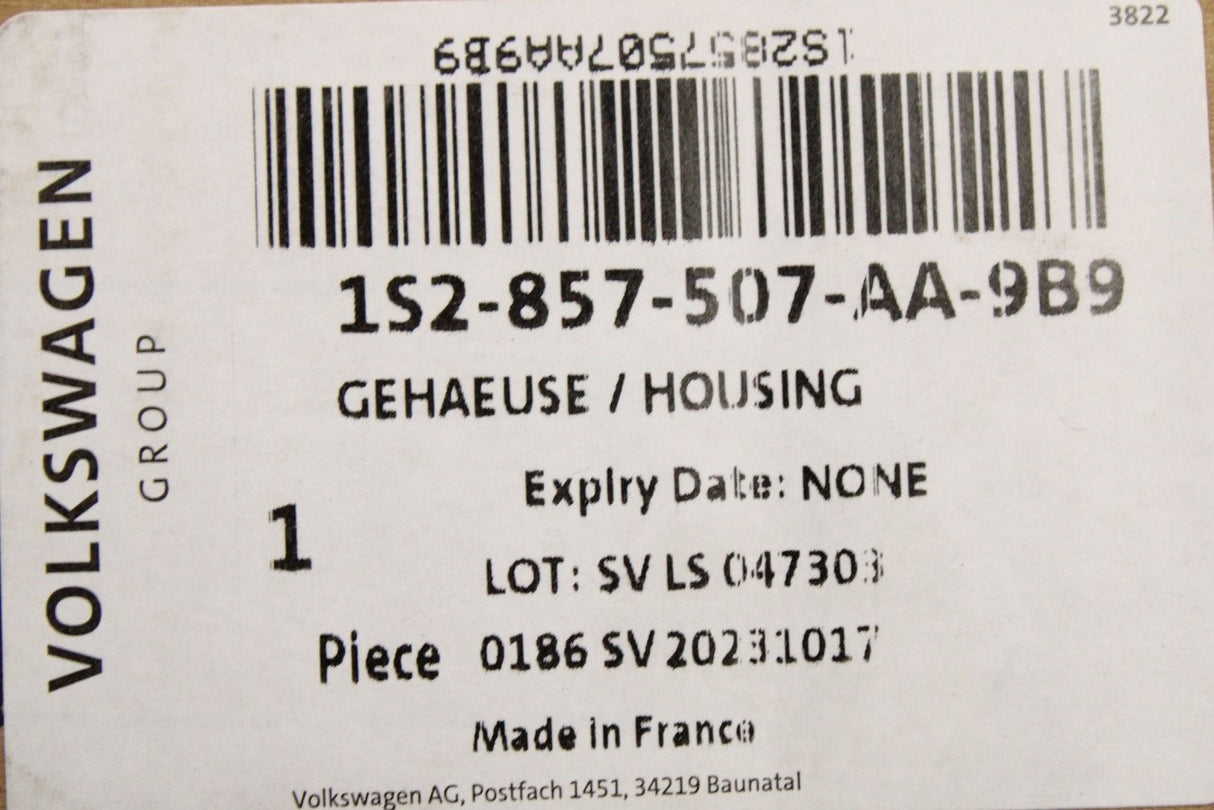 3822
1S2857507AA9B9
VOLKSWAGEN
GROUP
1S2-857-507-AA-9B9
GEHAEUSE / HOUSING
Expiry Date: NONE
1
LOT: SV LS 047303
Piece 0186 SV 20231017
Made in France
Volkswagen AG, Postfach 1451, 34219 Baunatal